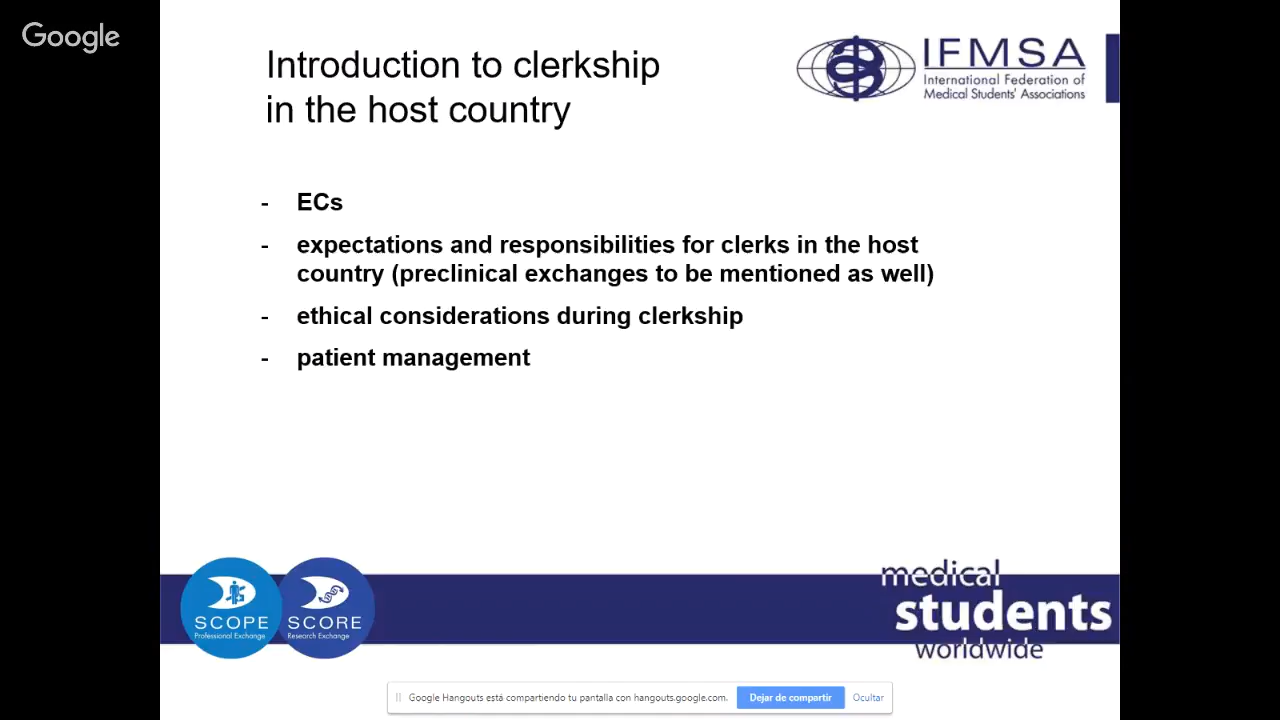 Google
Introduction to clerkship
in the host country
IFMSA
International Federation of
Medical Students' Associations
- ECs
- expectations and responsibilities for clerks in the host
country (preclinical exchanges to be mentioned as well)
- ethical considerations during clerkship
- patient management
SCOPE
Professional Exchange
SCORE
Research Exchange
medical
students
worldwide
Google Hangouts está compartiendo tu pantalla con hangouts.google.com. Dejar de compartir Ocultar